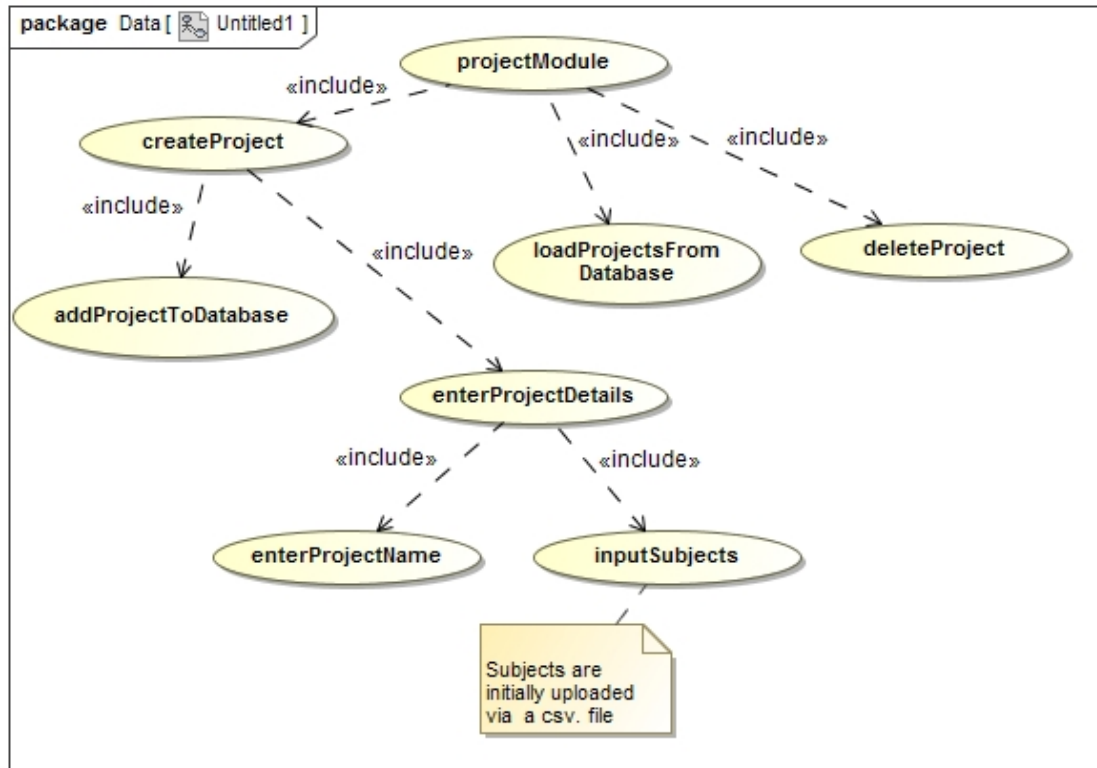 package Data [ Untitled1 ]
projectModule
«include»
createProject
«include»
«include»
«include»
«include»
loadProjectsFrom
Database
deleteProject
addProjectToDatabase
enterProjectDetails
«include»
«include»
enterProjectName
inputSubjects
Subjects are
initially uploaded
via a csv. file